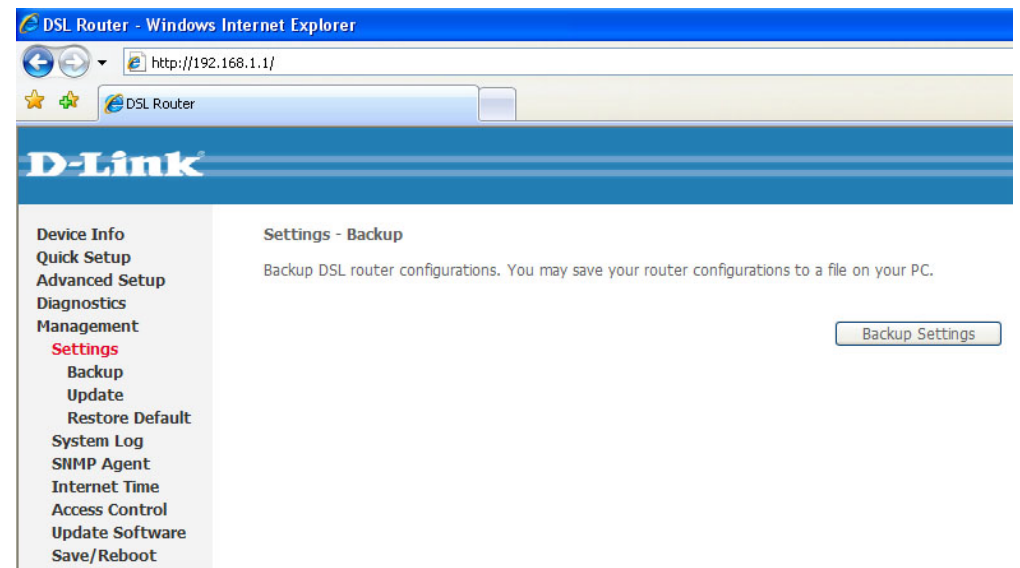 DSL Router - Windows Internet Explorer
http://192.168.1.1/
DSL Router
D-Link
Device Info
Quick Setup
Advanced Setup
Diagnostics
Management
Settings
Backup
Update
Restore Default
System Log
SNMP Agent
Internet Time
Access Control
Update Software
Save/Reboot
Settings - Backup
Backup DSL router configurations. You may save your router configurations to a file on your PC.
Backup Settings